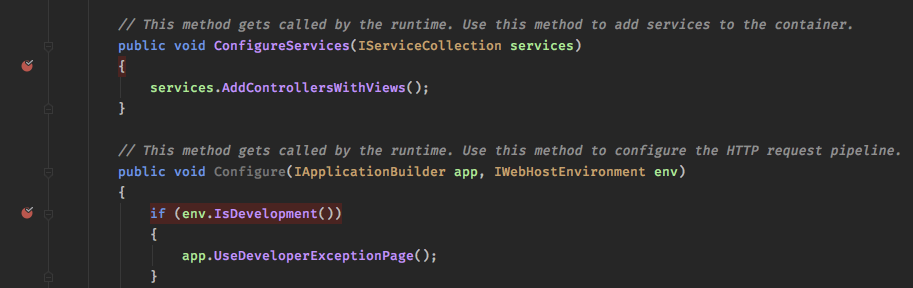 // This method gets called by the runtime. Use this method to add services to the container.
public void ConfigureServices(IServiceCollection services)
{
services.AddControllersWithViews();
}
// This method gets called by the runtime. Use this method to configure the HTTP request pipeline.
public void Configure(IApplicationBuilder app, IWebHostEnvironment env)
{
if (env.IsDevelopment())
{
app.UseDeveloperExceptionPage();
}